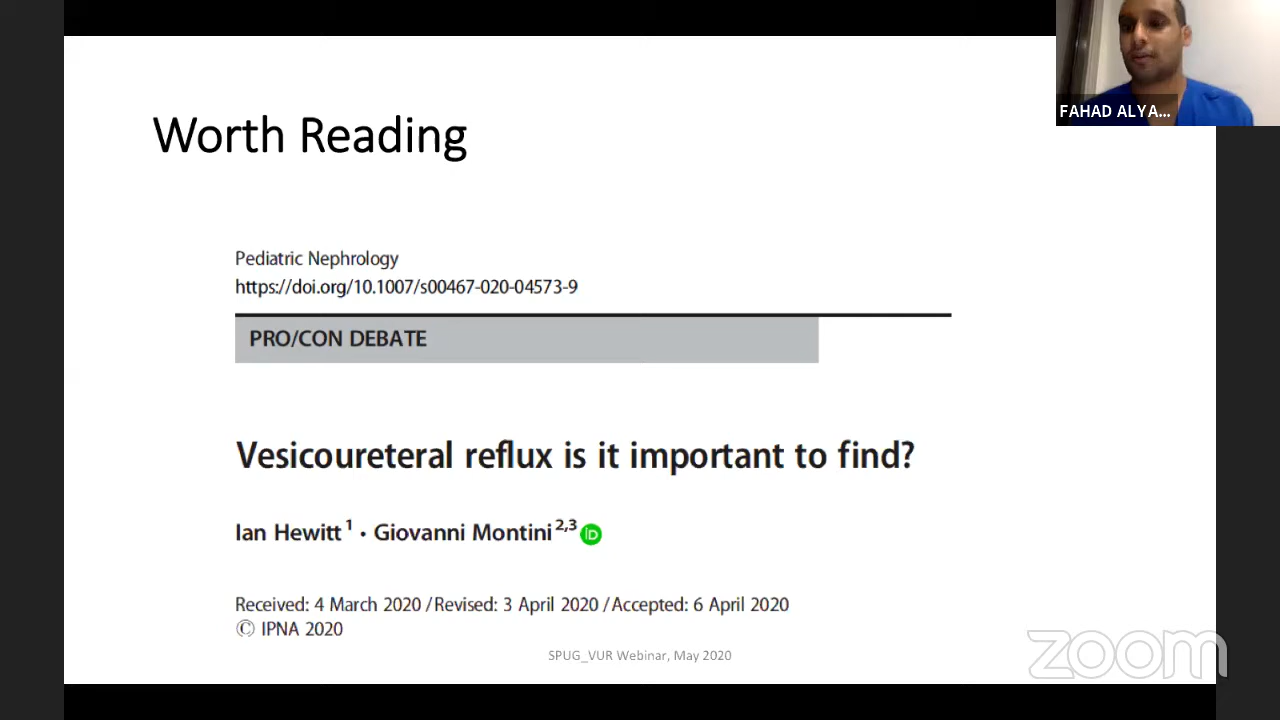 FAHAD ALYA...
Worth Reading
Pediatric Nephrology
https://doi.org/10.1007/s00467-020-04573-9
PRO/CON DEBATE
Vesicoureteral reflux is it important to find?
Ian Hewitt 1 · Giovanni Montini 2,3 iD
Received: 4 March 2020 / Revised: 3 April 2020 / Accepted: 6 April 2020
© IPNA 2020
SPUG_VUR Webinar, May 2020
zoom